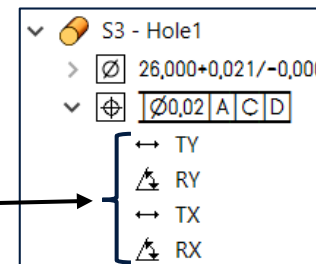 S3 - Hole1
Ø 26,000+0,021/-0,000
⌖ Ø0,02 A C D
↔ TY
RY
↔ TX
RX